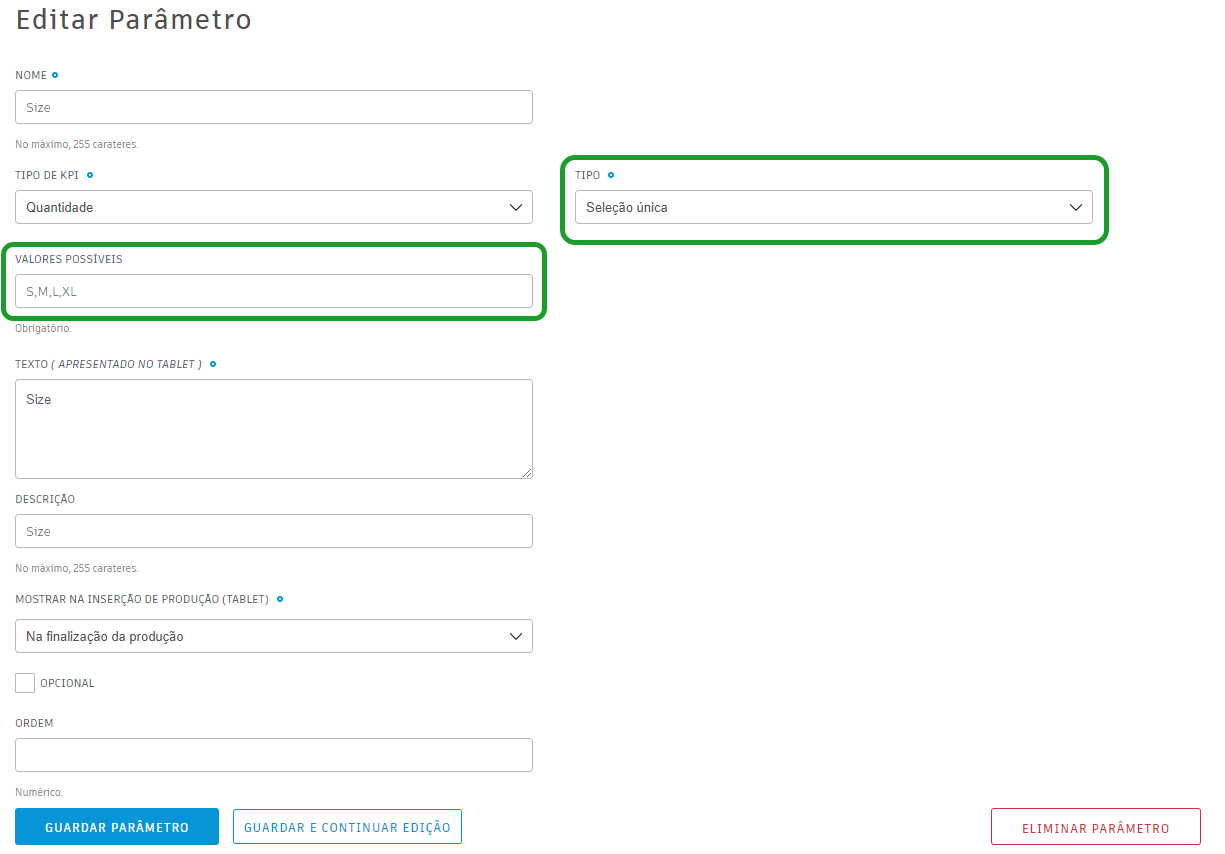 Editar Parâmetro
NOME
Size
No máximo, 255 carateres.
TIPO DE KPI
TIPO
Quantidade
Seleção única
VALORES POSSÍVEIS
S,M,L,XL
Obrigatório.
TEXTO ( APRESENTADO NO TABLET )
Size
DESCRIÇÃO
Size
No máximo, 255 carateres.
MOSTRAR NA INSERÇÃO DE PRODUÇÃO (TABLET)
Na finalização da produção
OPCIONAL
ORDEM
Numérico.
GUARDAR PARÂMETRO
GUARDAR E CONTINUAR EDIÇÃO
ELIMINAR PARÂMETRO